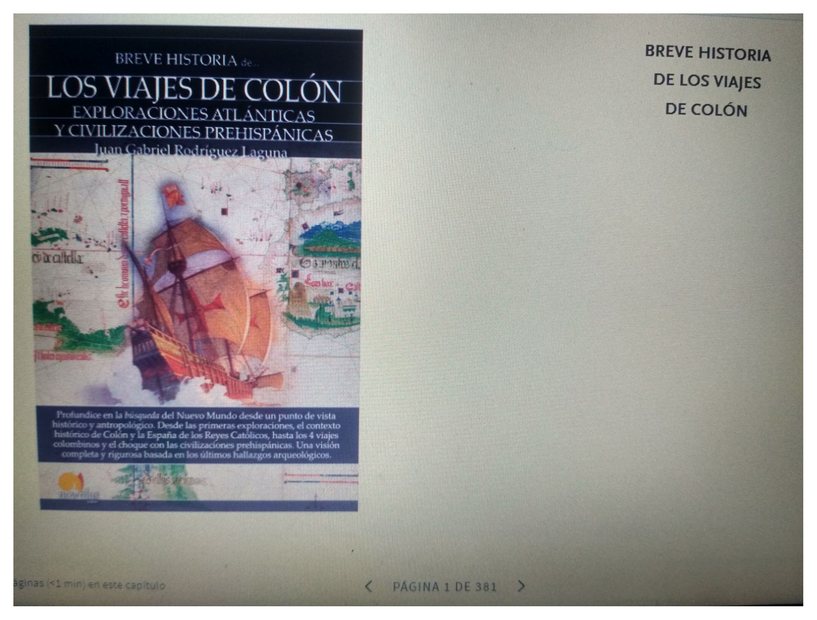 BREVE HISTORIA de...
LOS VIAJES DE COLÓN
EXPLORACIONES ATLÁNTICAS
Y CIVILIZACIONES PREHISPÁNICAS
Juan Gabriel Rodríguez Laguna
Profundice en la búsqueda del Nuevo Mundo desde un punto de vista
histórico y antropológico. Desde las primeras exploraciones, el contexto
histórico de Colón y la España de los Reyes Católicos, hasta los 4 viajes
colombinos y el choque con las civilizaciones prehispánicas. Una visión
completa y rigurosa basada en los últimos hallazgos arqueológicos.
BREVE HISTORIA
DE LOS VIAJES
DE COLÓN
áginas (<1 min) en este capítulo
PÁGINA 1 DE 381